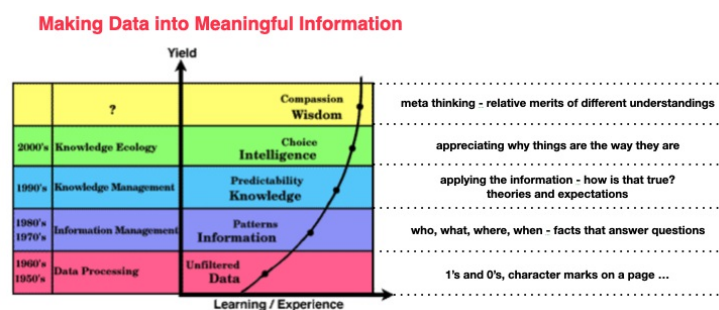 Making Data into Meaningful Information
Yield
?
Compassion
Wisdom
meta thinking - relative merits of different understandings
2000's Knowledge Ecology
Choice
Intelligence
appreciating why things are the way they are
1990's Knowledge Management
Predictability
Knowledge
applying the information - how is that true?
theories and expectations
1980's
1970's
Information Management
Patterns
Information
who, what, where, when - facts that answer questions
1960's
1950's
Data Processing
Unfiltered
Data
1's and 0's, character marks on a page ...
Learning / Experience